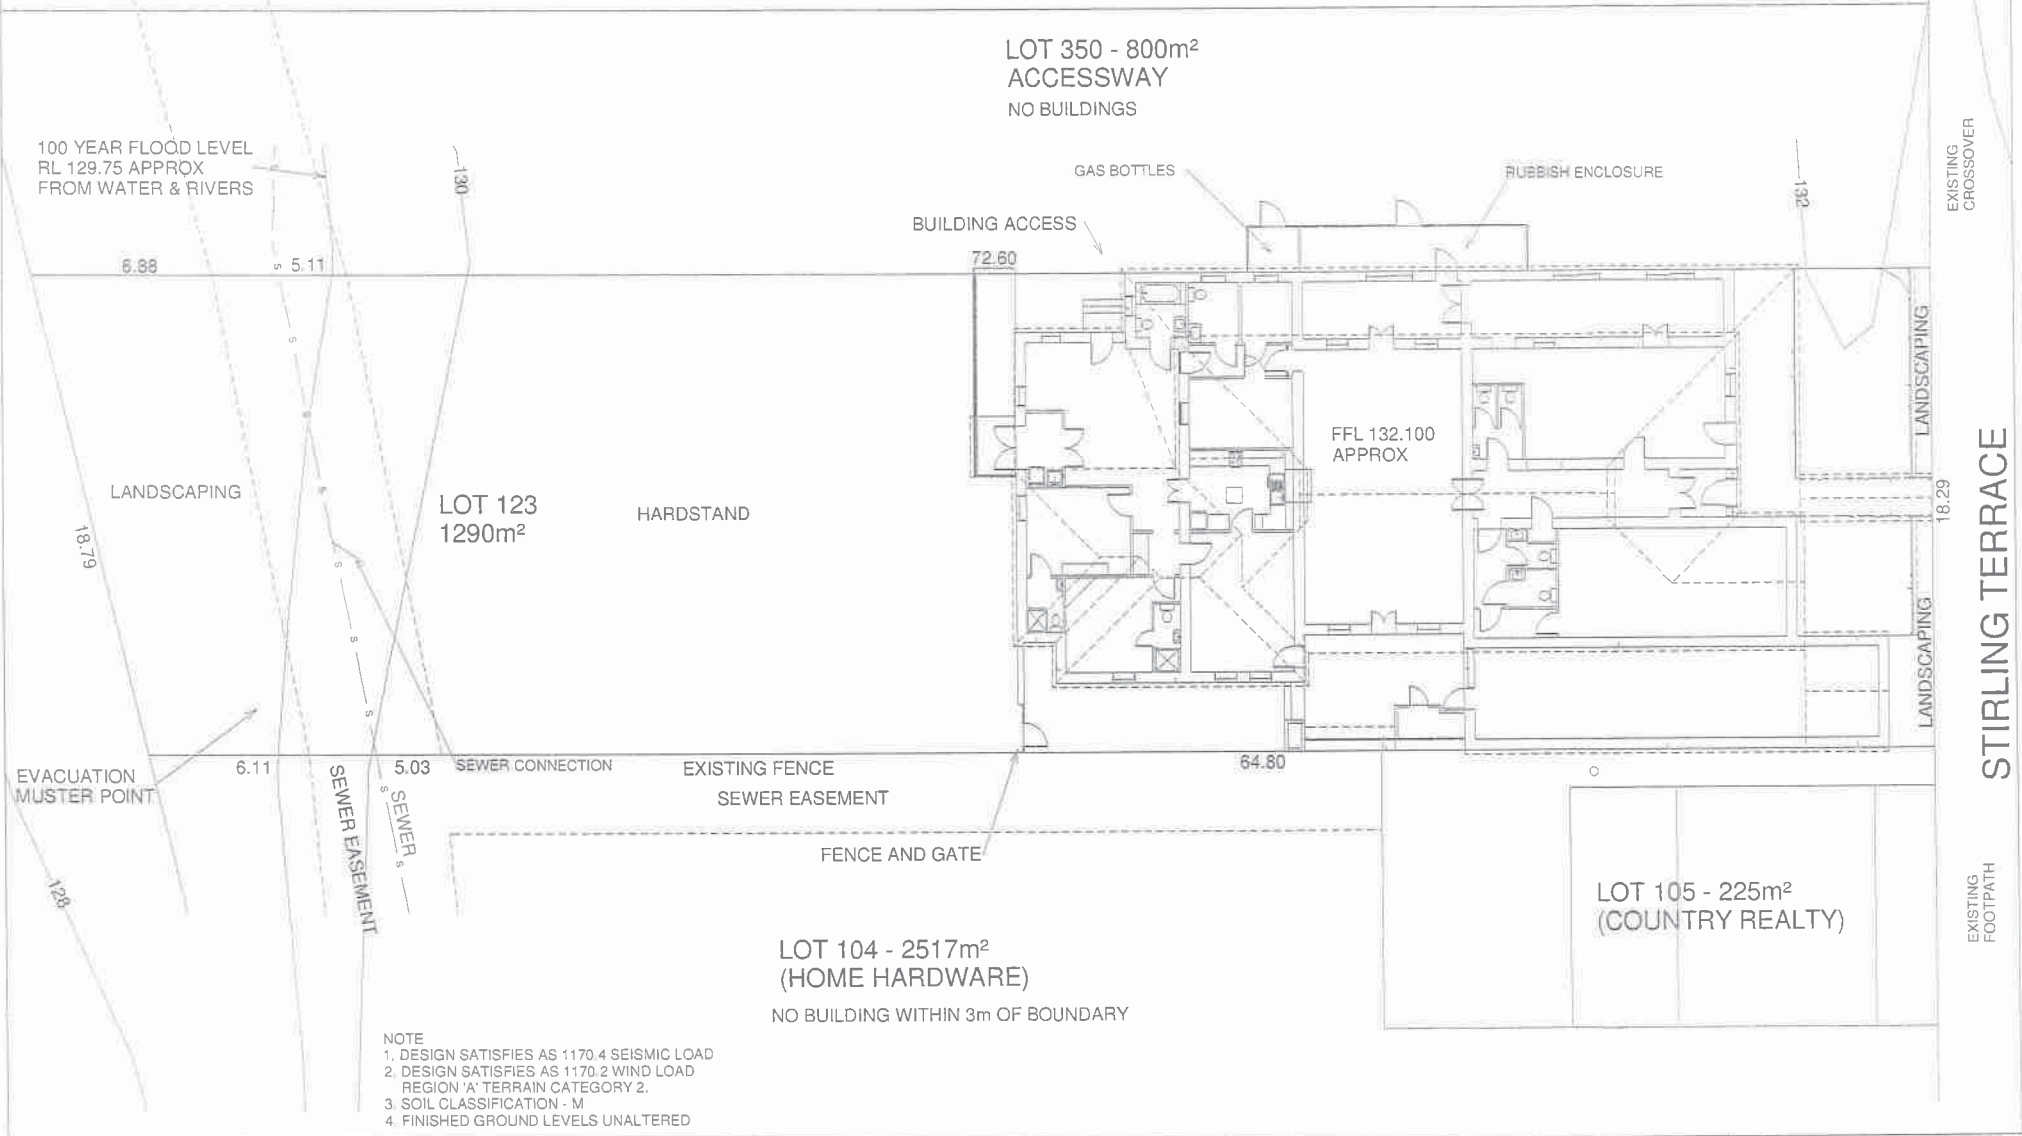 LOT 350 - 800m²
ACCESSWAY
NO BUILDINGS
100 YEAR FLOOD LEVEL
RL 129.75 APPROX
FROM WATER & RIVERS
130
GAS BOTTLES
RUBBISH ENCLOSURE
132
EXISTING
CROSSOVER
BUILDING ACCESS
6.88
s
5.11
72.60
s
s
s
s
s
s
s
s
LANDSCAPING
FFL 132.100
APPROX
LANDSCAPING
18.79
LOT 123
1290m²
HARDSTAND
18.29
STIRLING TERRACE
LANDSCAPING
EVACUATION
MUSTER POINT
6.11
SEWER EASEMENT
5.03
SEWER
SEWER CONNECTION
EXISTING FENCE
SEWER EASEMENT
64.80
FENCE AND GATE
128
LOT 105 - 225m²
(COUNTRY REALTY)
EXISTING
FOOTPATH
LOT 104 - 2517m²
(HOME HARDWARE)
NO BUILDING WITHIN 3m OF BOUNDARY
NOTE
1. DESIGN SATISFIES AS 1170.4 SEISMIC LOAD
2. DESIGN SATISFIES AS 1170.2 WIND LOAD
REGION 'A' TERRAIN CATEGORY 2.
3. SOIL CLASSIFICATION - M
4. FINISHED GROUND LEVELS UNALTERED